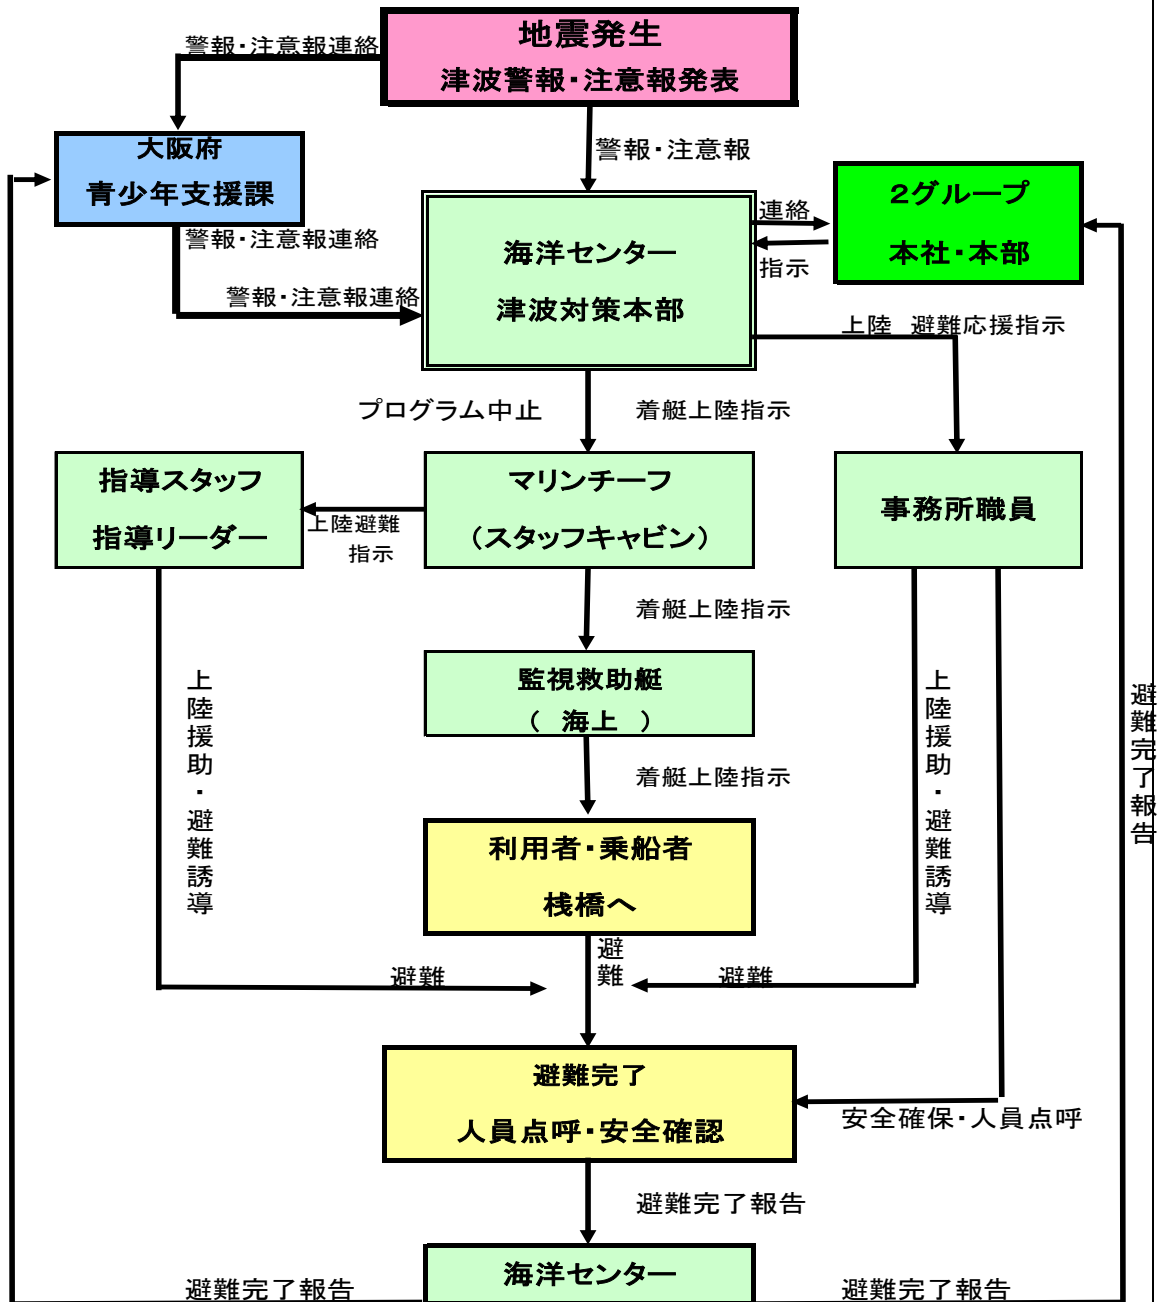 地震発生
津波警報・注意報発表
警報・注意報連絡
警報・注意報
大阪府
青少年支援課
2グループ
本社・本部
連絡
指示
警報・注意報連絡
警報・注意報連絡
海洋センター
津波対策本部
上陸 避難応援指示
プログラム中止
着艇上陸指示
指導スタッフ
指導リーダー
上陸避難
指示
マリンチーフ
（スタッフキャビン）
事務所職員
着艇上陸指示
監視救助艇
（ 海上 ）
上陸援助・避難誘導
上陸援助・避難誘導
避難完了報告
着艇上陸指示
利用者・乗船者
桟橋へ
避難
避難
避難
避難完了
人員点呼・安全確認
安全確保・人員点呼
避難完了報告
海洋センター
避難完了報告
避難完了報告